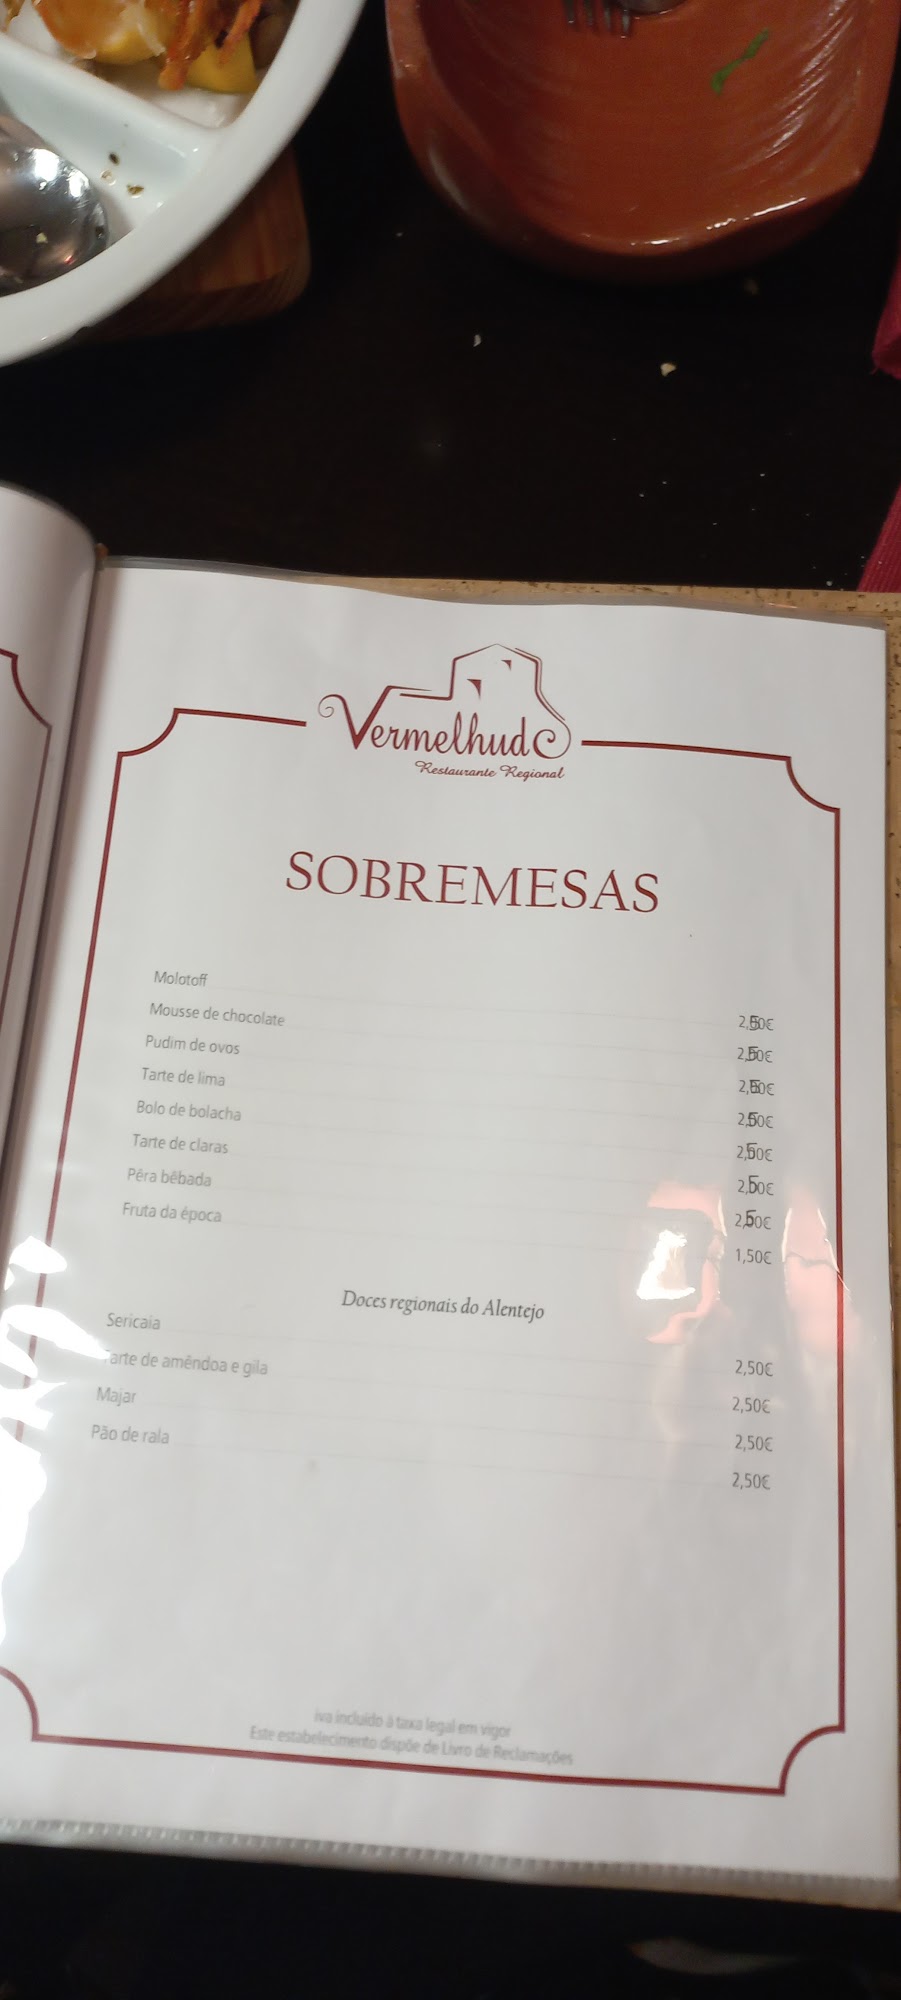 Vermelhudo
Restaurante Regional
SOBREMESAS
Molotoff 2,50€
Mousse de chocolate 2,50€
Pudim de ovos 2,50€
Tarte de lima 2,50€
Bolo de bolacha 2,50€
Tarte de claras 2,50€
Pêra bêbada 2,50€
Fruta da época 1,50€
Doces regionais do Alentejo
Sericaia 2,50€
Tarte de amêndoa e gila 2,50€
Majar 2,50€
Pão de rala 2,50€
iva incluído à taxa legal em vigor
Este estabelecimento dispõe de Livro de Reclamações